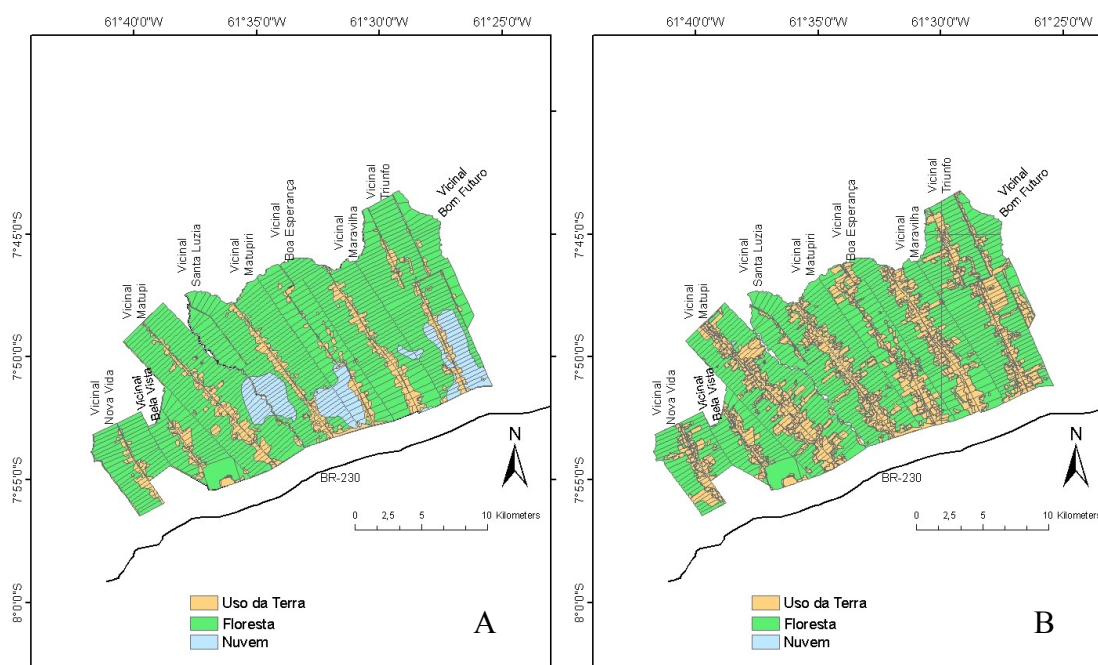 61°40'0"W 61°35'0"W 61°30'0"W 61°25'0"W
7°45'0"S
7°50'0"S
7°55'0"S
8°0'0"S
Vicinal
Nova Vida
Vicinal
Bela Vista
Vicinal
Matupi
Vicinal
Santa Luzia
Vicinal
Matupiri
Vicinal
Boa Esperança
Vicinal
Maravilha
Vicinal
Triunfo
Vicinal
Bom Futuro
BR-230
N
0 2,5 5 10 Kilometers
Uso da Terra
Floresta
Nuvem
A
61°40'0"W 61°35'0"W 61°30'0"W 61°25'0"W
7°45'0"S
7°50'0"S
7°55'0"S
8°0'0"S
Vicinal
Nova Vida
Vicinal
Bela Vista
Vicinal
Matupi
Vicinal
Santa Luzia
Vicinal
Matupiri
Vicinal
Boa Esperança
Vicinal
Maravilha
Vicinal
Triunfo
Vicinal
Bom Futuro
BR-230
N
0 2,5 5 10 Kilometers
Uso da Terra
Floresta
Nuvem
B